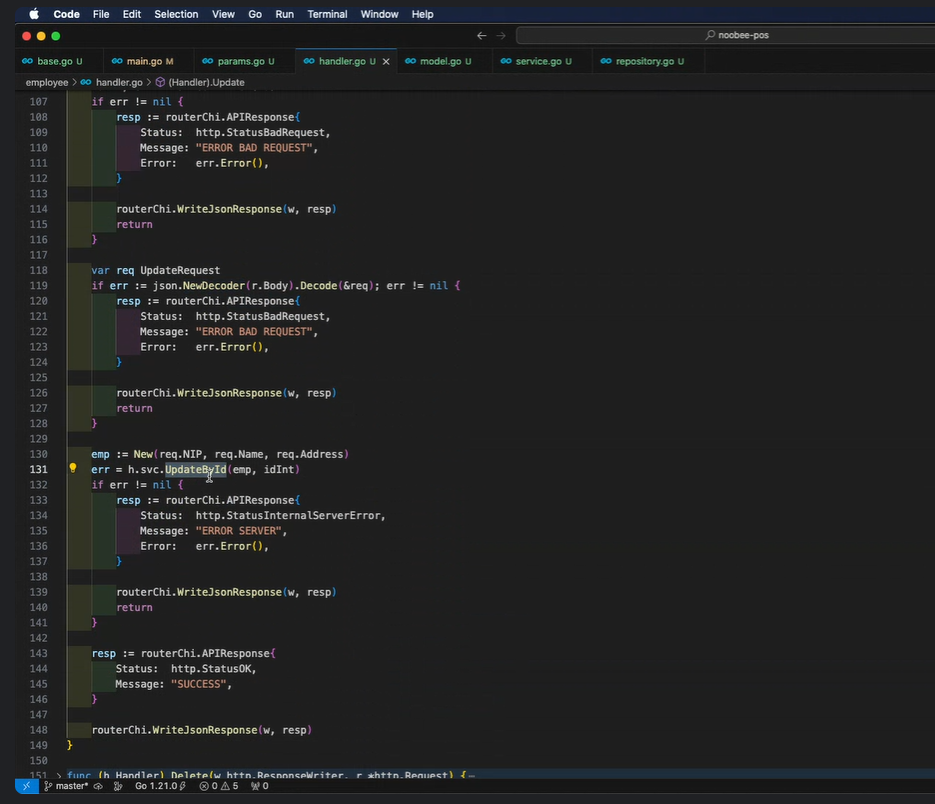 Code File Edit Selection View Go Run Terminal Window Help
noobee-pos
base.go U main.go M params.go U handler.go U model.go U service.go U repository.go U
employee > handler.go > (Handler).Update
107 if err != nil {
108 resp := routerChi.APIResponse{
109 Status: http.StatusBadRequest,
110 Message: "ERROR BAD REQUEST",
111 Error: err.Error(),
112 }
113
114 routerChi.WriteJsonResponse(w, resp)
115 return
116 }
117
118 var req UpdateRequest
119 if err := json.NewDecoder(r.Body).Decode(&req); err != nil {
120 resp := routerChi.APIResponse{
121 Status: http.StatusBadRequest,
122 Message: "ERROR BAD REQUEST",
123 Error: err.Error(),
124 }
125
126 routerChi.WriteJsonResponse(w, resp)
127 return
128 }
129
130 emp := New(req.NIP, req.Name, req.Address)
131 err = h.svc.UpdateById(emp, idInt)
132 if err != nil {
133 resp := routerChi.APIResponse{
134 Status: http.StatusInternalServerError,
135 Message: "ERROR SERVER",
136 Error: err.Error(),
137 }
138
139 routerChi.WriteJsonResponse(w, resp)
140 return
141 }
142
143 resp := routerChi.APIResponse{
144 Status: http.StatusOK,
145 Message: "SUCCESS",
146 }
147
148 routerChi.WriteJsonResponse(w, resp)
149 }
150
151 > func (h Handler) Delete(w http.ResponseWriter, r *http.Request) {
master* Go 1.21.0 0 5 0